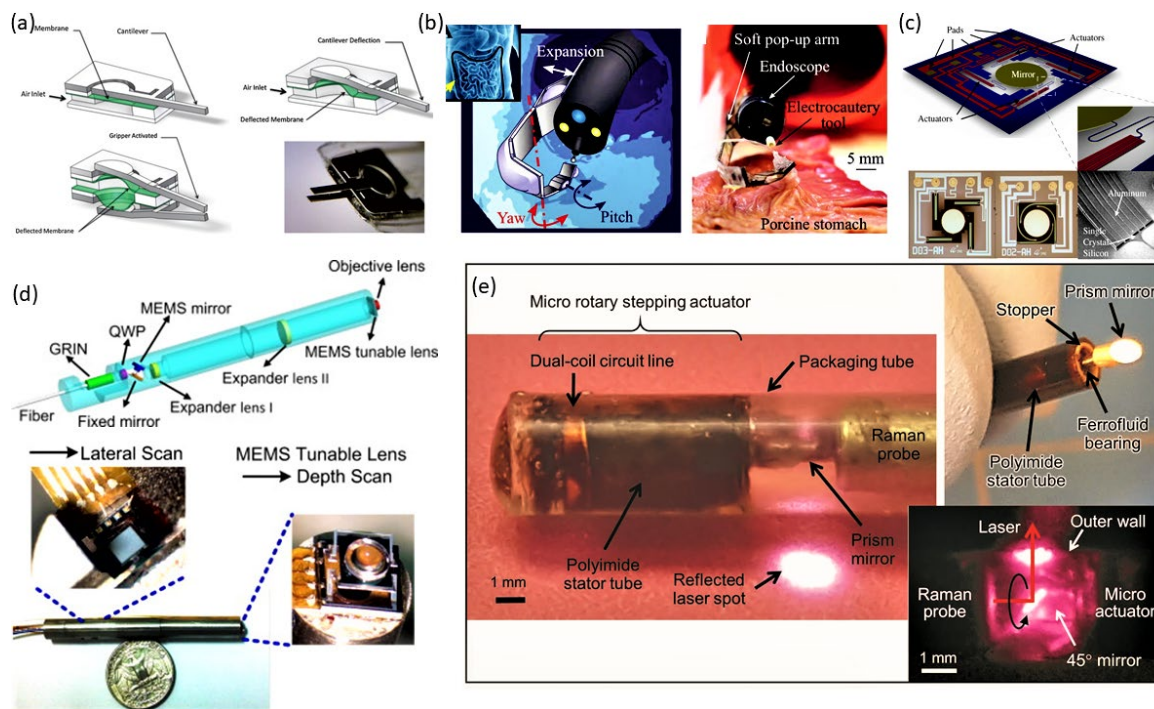 (a)
Membrane
Cantilever
Air Inlet
Cantilever Deflection
Air Inlet
Deflected Membrane
Gripper Activated
Deflected Membrane
(b)
Expansion
Yaw
Pitch
Soft pop-up arm
Endoscope
Electrocautery
tool
5 mm
Porcine stomach
(c)
Pads
Actuators
Mirror
Actuators
D03-AH
D02-AH
Aluminum
Single
Crystal
Silicon
(d)
Objective lens
MEMS mirror
QWP
GRIN
MEMS tunable lens
Expander lens II
Expander lens I
Fixed mirror
Fiber
Lateral Scan
MEMS Tunable Lens
Depth Scan
(e)
Micro rotary stepping actuator
Dual-coil circuit line
Packaging tube
Raman
probe
Polyimide
stator tube
Prism
mirror
Reflected
laser spot
1 mm
Prism mirror
Stopper
Ferrofluid
bearing
Polyimide
stator tube
Laser
Outer wall
Raman
probe
Micro
actuator
45° mirror
1 mm